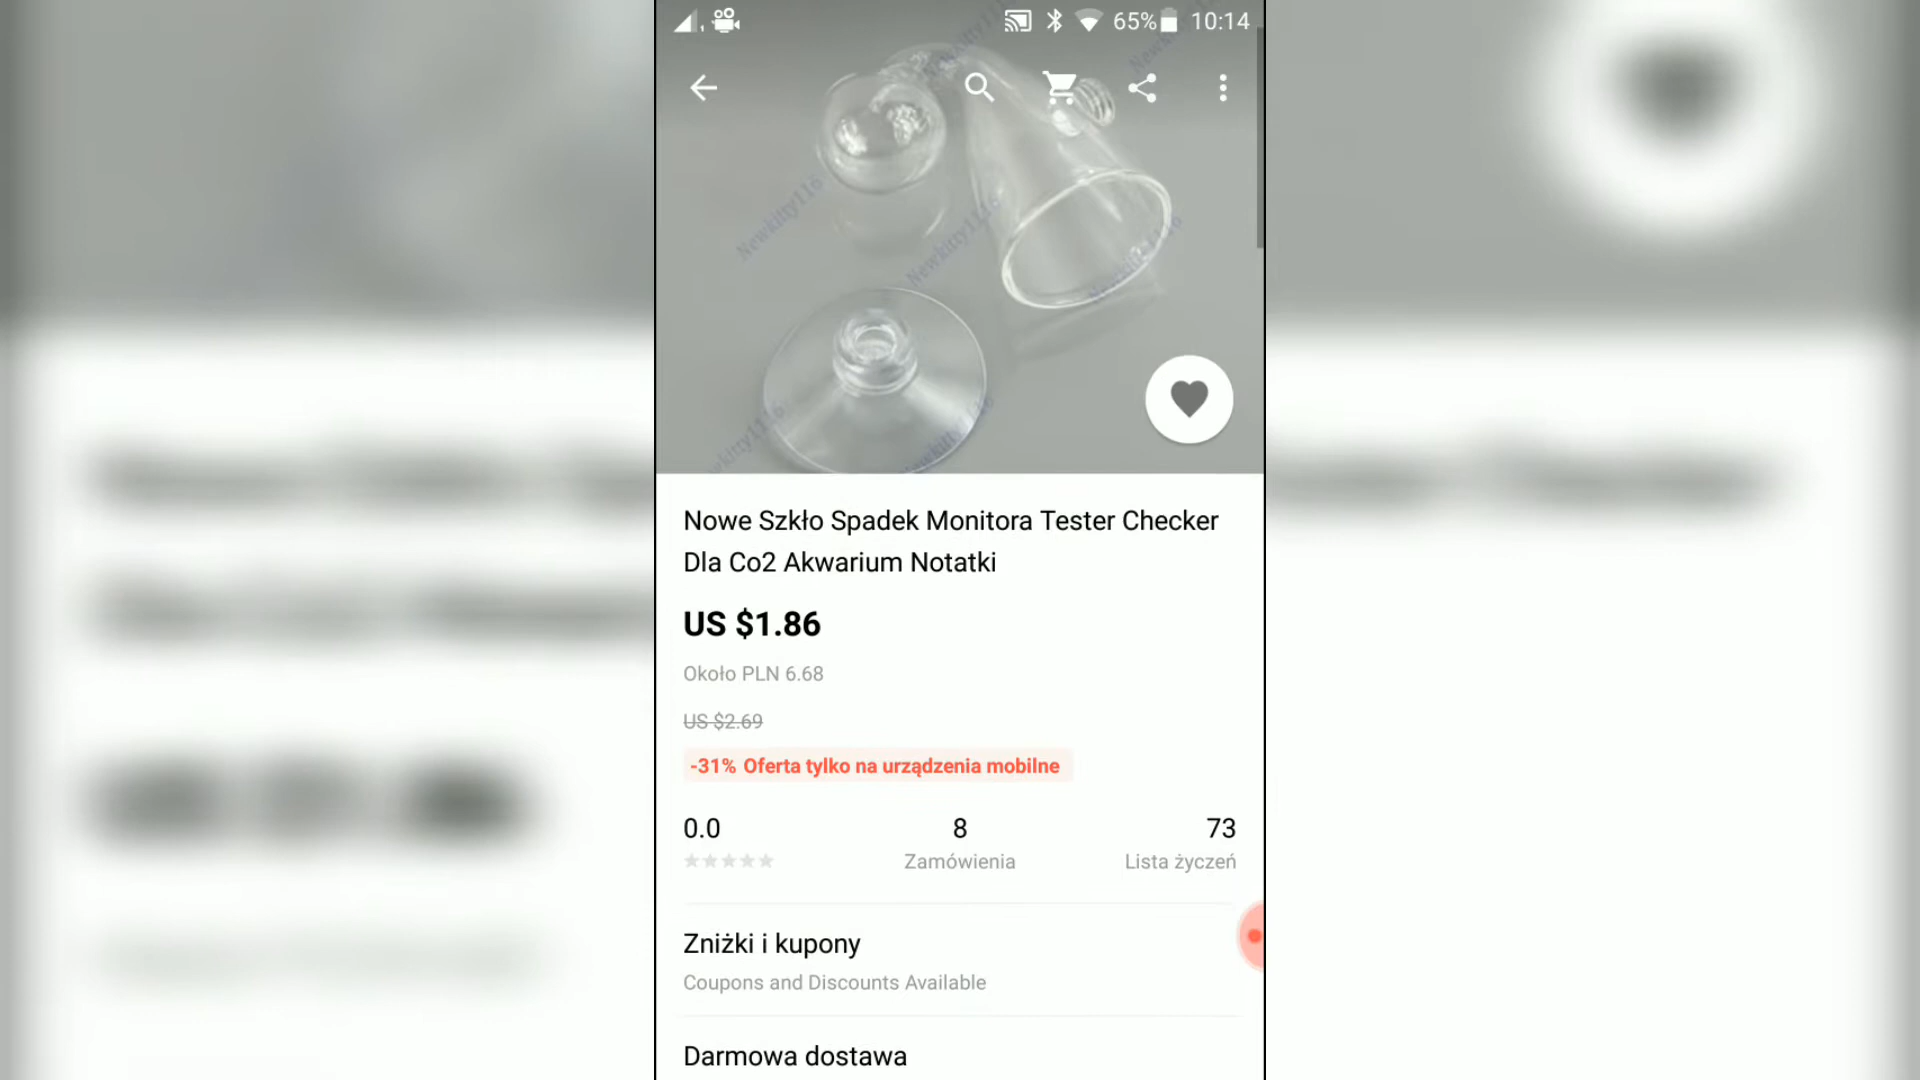 65% 10:14
Newkitty1116
Newkitty1116
Nowe Szkło Spadek Monitora Tester Checker
Dla Co2 Akwarium Notatki
US $1.86
Około PLN 6.68
US $2.69
-31% Oferta tylko na urządzenia mobilne
0.0 8 73
Zamówienia Lista życzeń
Zniżki i kupony
Coupons and Discounts Available
Darmowa dostawa